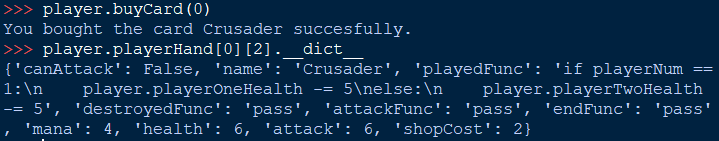 >>> player.buyCard(0)
You bought the card Crusader succesfully.
>>> player.playerHand[0][2].__dict__
{'canAttack': False, 'name': 'Crusader', 'playedFunc': 'if playerNum ==
1:\n    player.playerOneHealth -= 5\nelse:\n    player.playerTwoHealth
-= 5', 'destroyedFunc': 'pass', 'attackFunc': 'pass', 'endFunc': 'pass'
, 'mana': 4, 'health': 6, 'attack': 6, 'shopCost': 2}